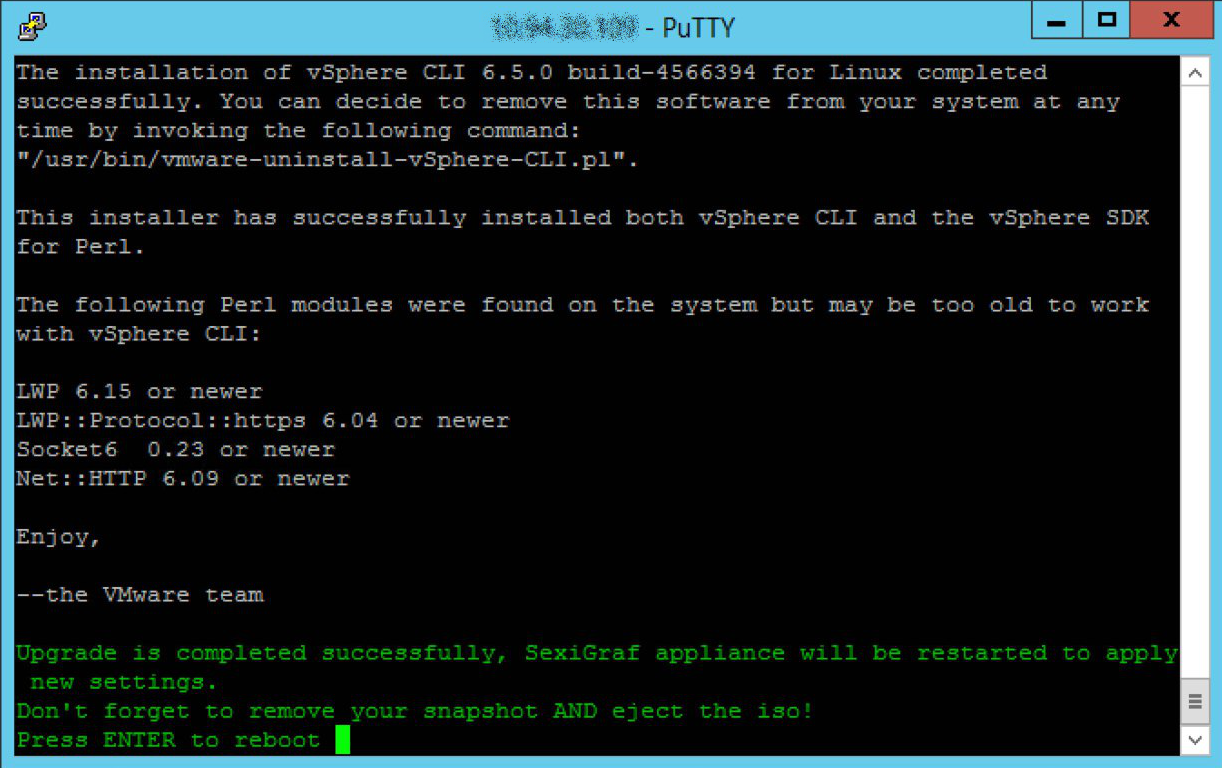 - PuTTY
The installation of vSphere CLI 6.5.0 build-4566394 for Linux completed
successfully. You can decide to remove this software from your system at any
time by invoking the following command:
"/usr/bin/vmware-uninstall-vSphere-CLI.pl".
This installer has successfully installed both vSphere CLI and the vSphere SDK
for Perl.
The following Perl modules were found on the system but may be too old to work
with vSphere CLI:
LWP 6.15 or newer
LWP::Protocol::https 6.04 or newer
Socket6  0.23 or newer
Net::HTTP 6.09 or newer
Enjoy,
--the VMware team
Upgrade is completed successfully, SexiGraf appliance will be restarted to apply
 new settings.
Don't forget to remove your snapshot AND eject the iso!
Press ENTER to reboot